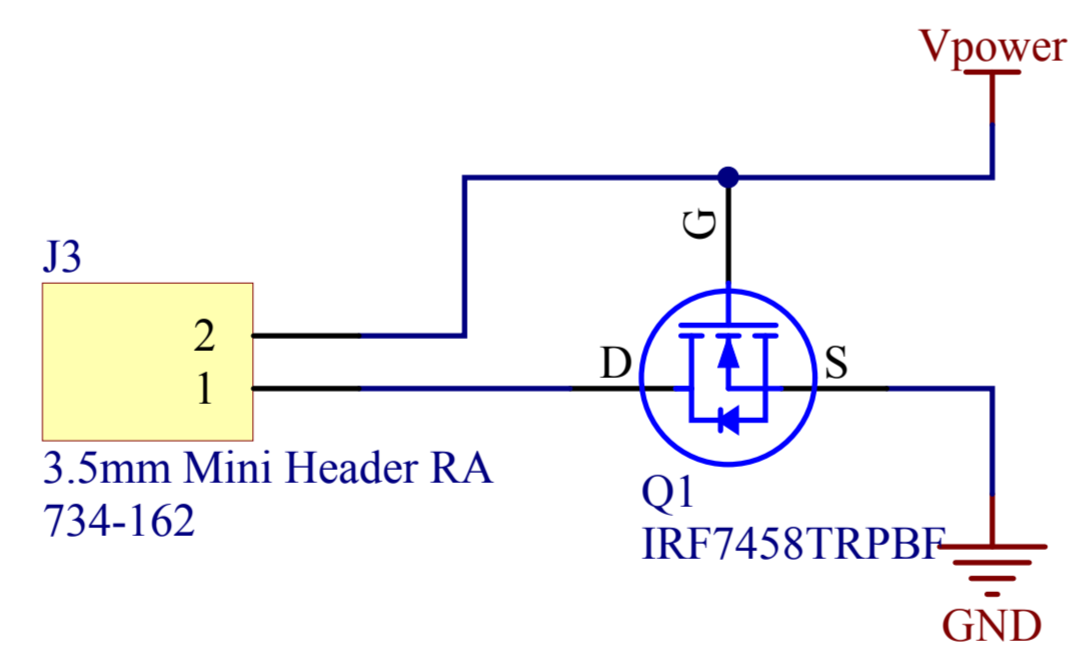 Vpower
G
J3
2
D
S
1
3.5mm Mini Header RA
734-162
Q1
IRF7458TRPBF
GND